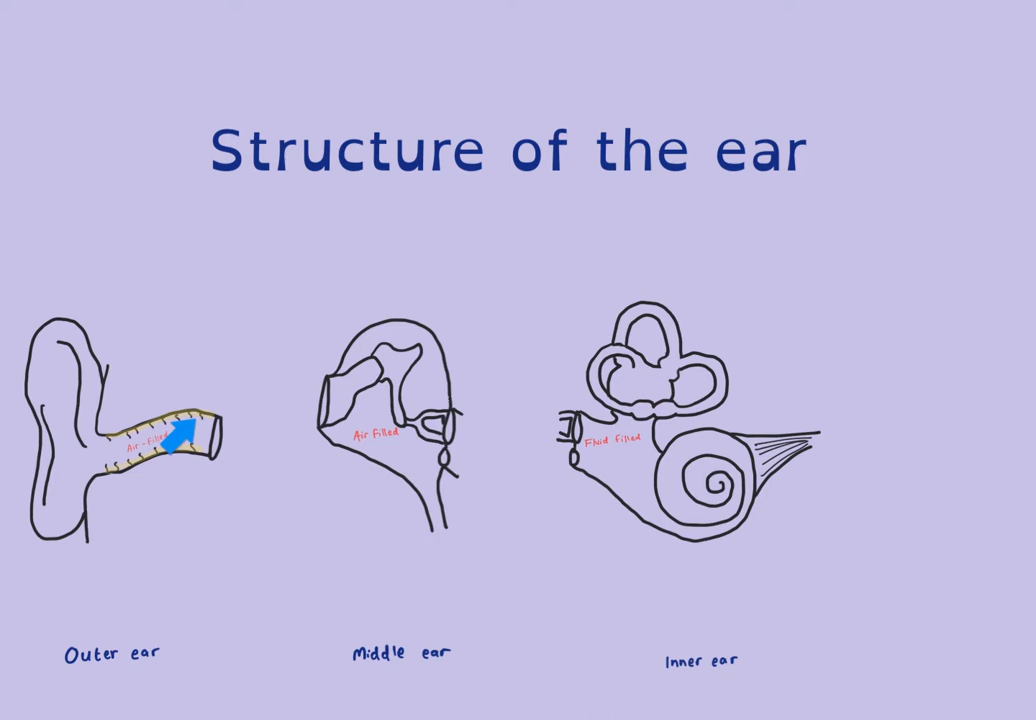 Structure of the ear
Air-Filled
Air Filled
Fluid filled
Outer ear
Middle ear
Inner ear